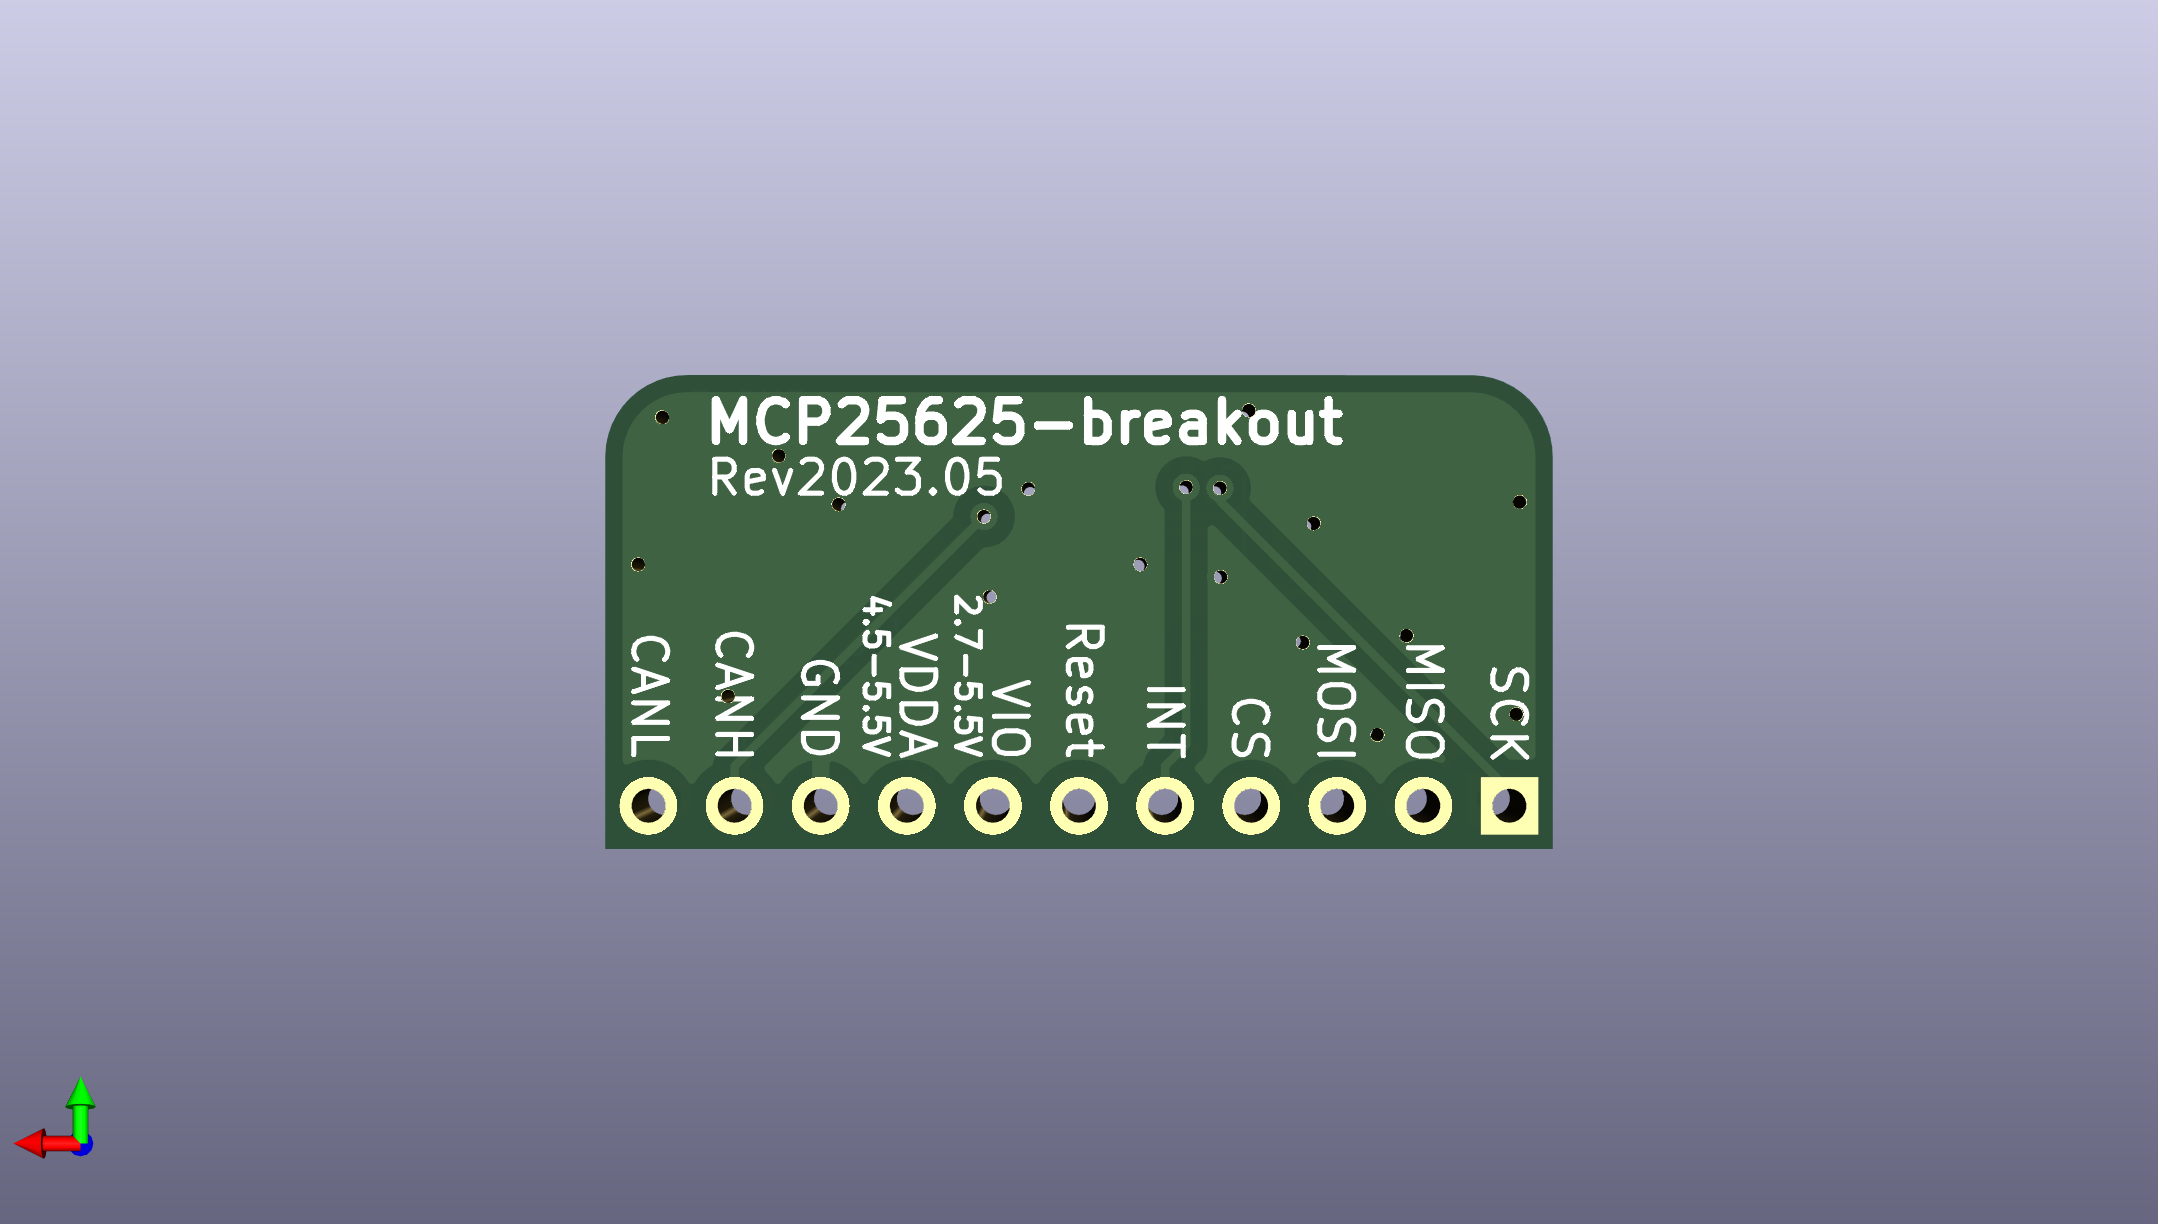 MCP25625-breakout
Rev2023.05
CANL
CANH
GND
4.5-5.5V
VDDA
2.7-5.5V
VIO
Reset
INT
CS
MOSI
MISO
SCK